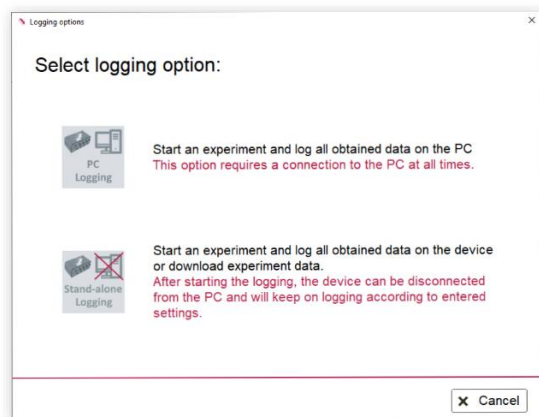 Logging options
Select logging option:
PC
Logging
Start an experiment and log all obtained data on the PC
This option requires a connection to the PC at all times.
Stand-alone
Logging
Start an experiment and log all obtained data on the device
or download experiment data.
After starting the logging, the device can be disconnected
from the PC and will keep on logging according to entered
settings.
Cancel